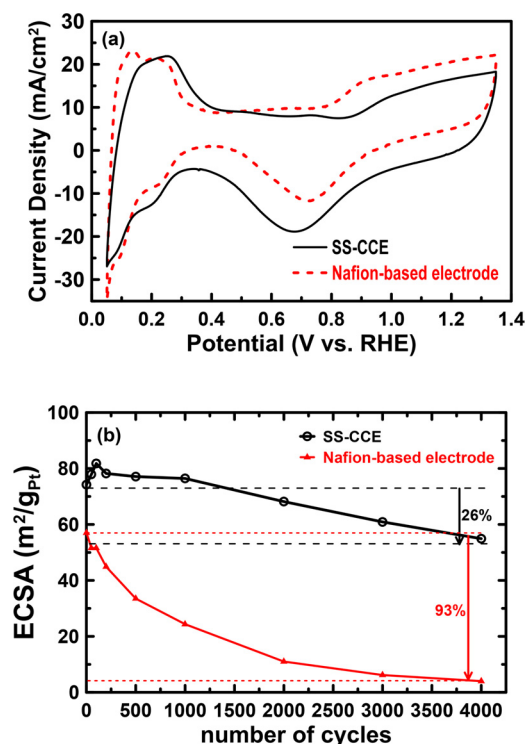 (a)
30
20
10
0
-10
-20
-30
Current Density (mA/cm²)
SS-CCE
Nafion-based electrode
0.0 0.2 0.4 0.6 0.8 1.0 1.2 1.4
Potential (V vs. RHE)
(b)
100
80
60
40
20
0
ECSA (m²/gPt)
SS-CCE
Nafion-based electrode
26%
93%
0 500 1000 1500 2000 2500 3000 3500 4000
number of cycles